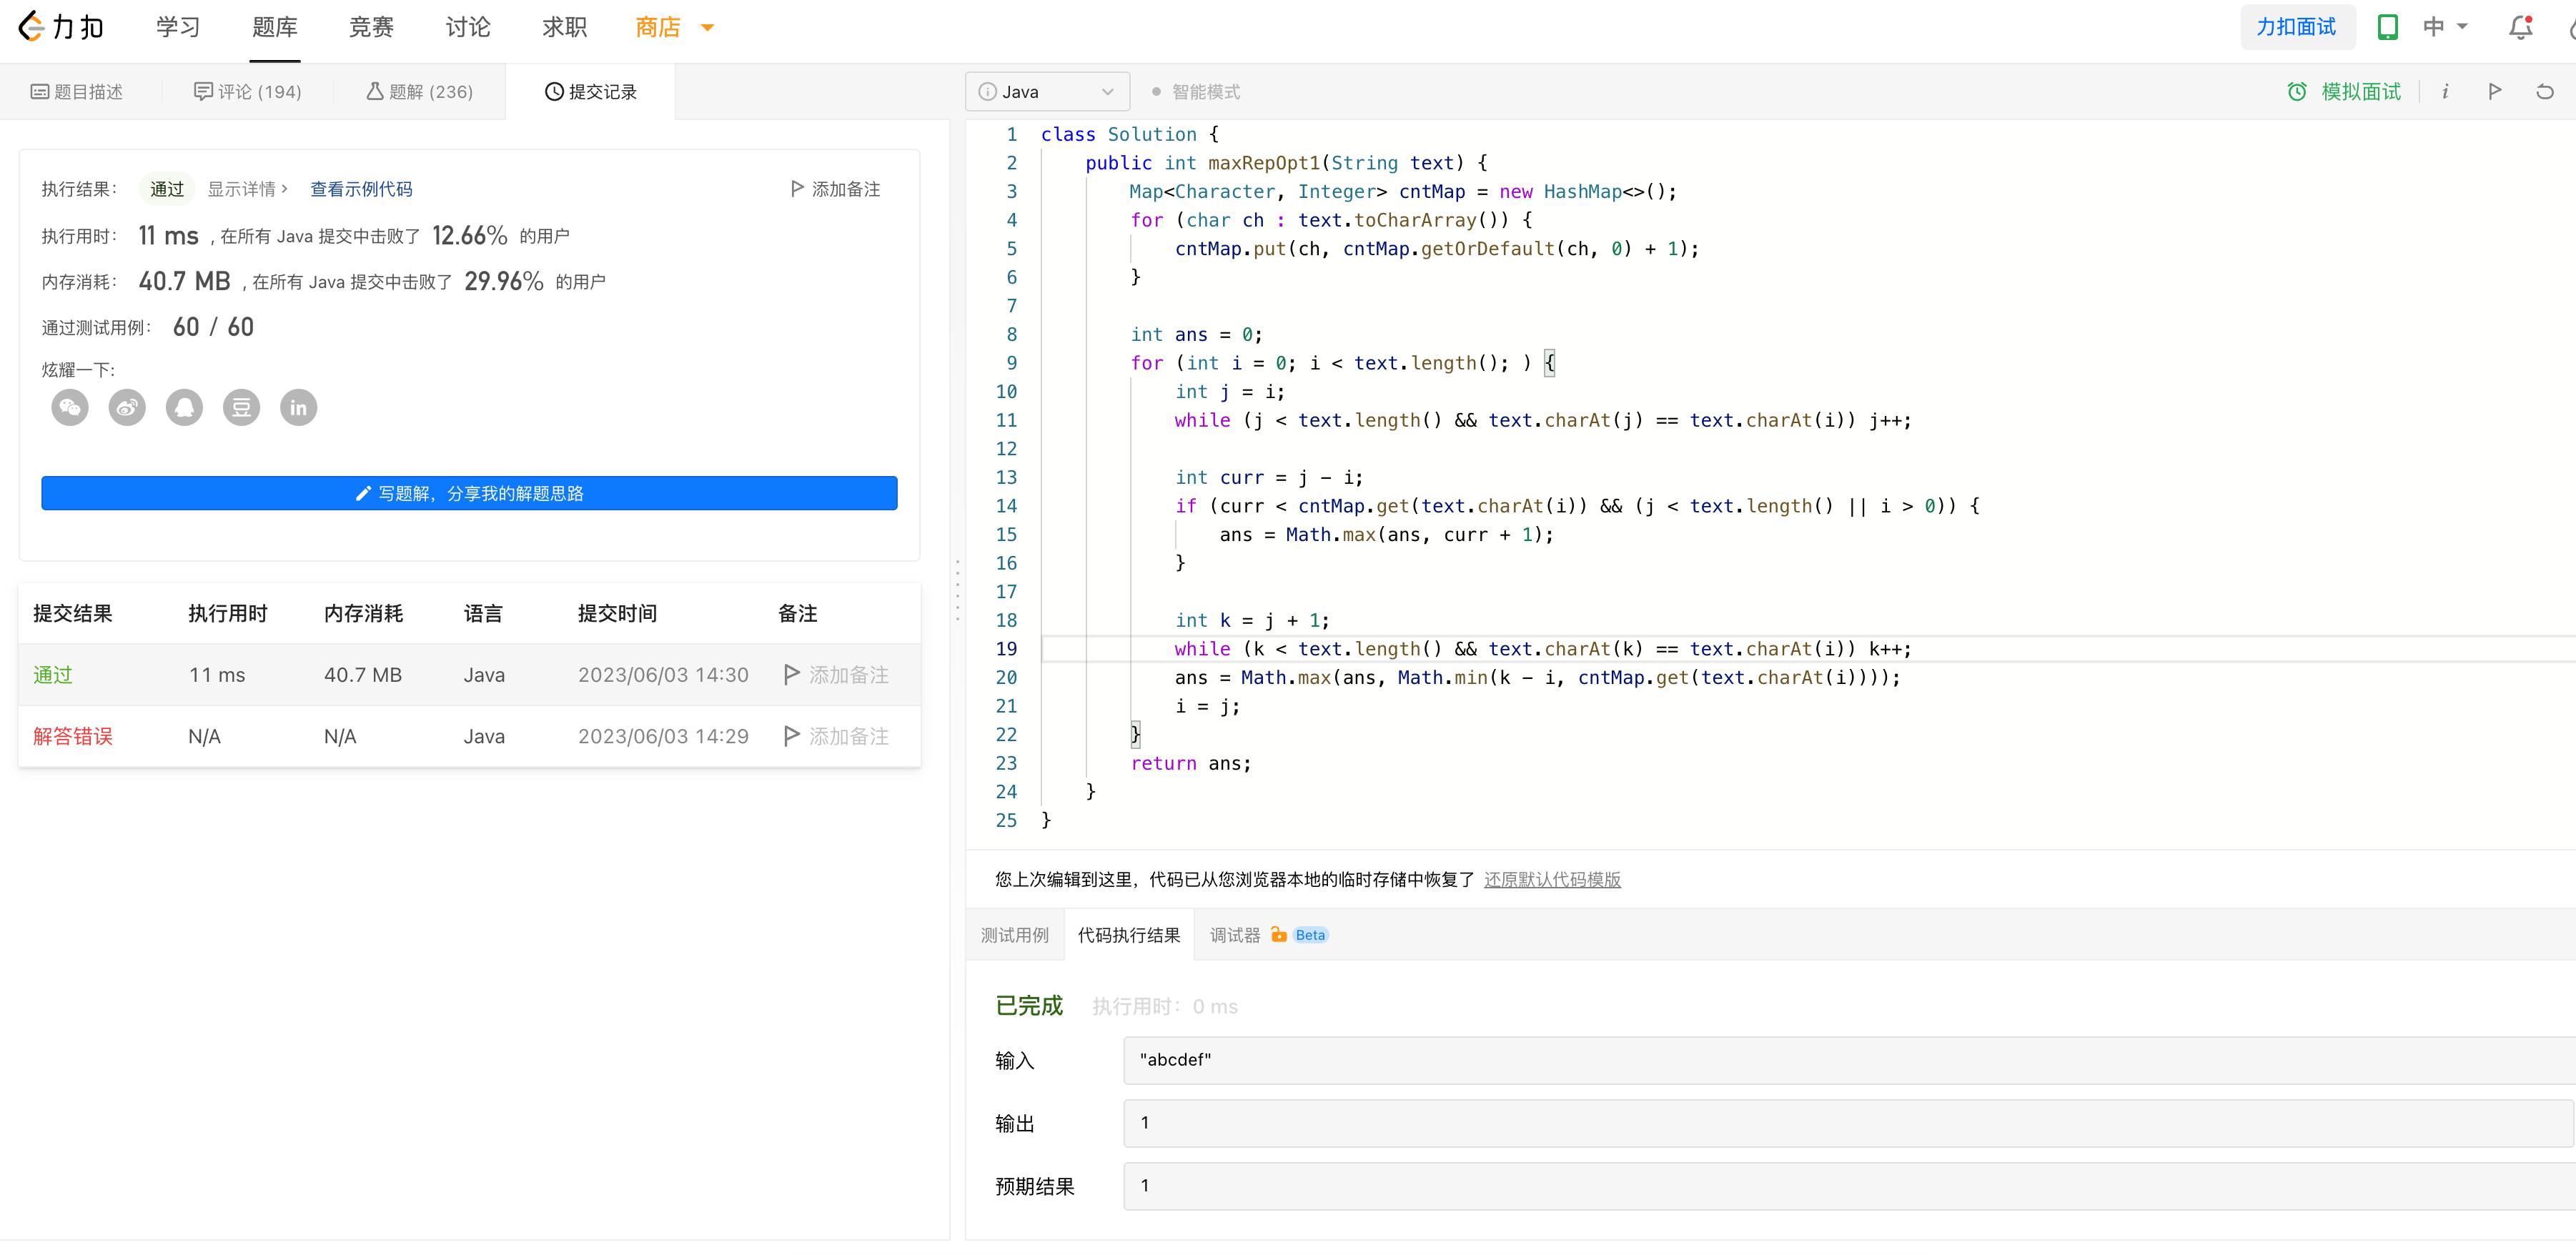 力扣 学习 题库 竞赛 讨论 求职 商店 力扣面试 中
题目描述 评论 (194) 题解 (236) 提交记录
执行结果： 通过 显示详情 > 查看示例代码 添加备注
执行用时： 11 ms , 在所有 Java 提交中击败了 12.66% 的用户
内存消耗： 40.7 MB , 在所有 Java 提交中击败了 29.96% 的用户
通过测试用例： 60 / 60
炫耀一下:
豆 in
写题解，分享我的解题思路
提交结果 执行用时 内存消耗 语言 提交时间 备注
通过 11 ms 40.7 MB Java 2023/06/03 14:30 添加备注
解答错误 N/A N/A Java 2023/06/03 14:29 添加备注
Java 智能模式 模拟面试 i
1 class Solution {
2 public int maxRepOpt1(String text) {
3 Map<Character, Integer> cntMap = new HashMap<>();
4 for (char ch : text.toCharArray()) {
5 cntMap.put(ch, cntMap.getOrDefault(ch, 0) + 1);
6 }
7
8 int ans = 0;
9 for (int i = 0; i < text.length(); ) {
10 int j = i;
11 while (j < text.length() && text.charAt(j) == text.charAt(i)) j++;
12
13 int curr = j - i;
14 if (curr < cntMap.get(text.charAt(i)) && (j < text.length() || i > 0)) {
15 ans = Math.max(ans, curr + 1);
16 }
17
18 int k = j + 1;
19 while (k < text.length() && text.charAt(k) == text.charAt(i)) k++;
20 ans = Math.max(ans, Math.min(k - i, cntMap.get(text.charAt(i))));
21 i = j;
22 }
23 return ans;
24 }
25 }
您上次编辑到这里，代码已从您浏览器本地的临时存储中恢复了 还原默认代码模版
测试用例 代码执行结果 调试器 Beta
已完成 执行用时：0 ms
输入 "abcdef"
输出 1
预期结果 1